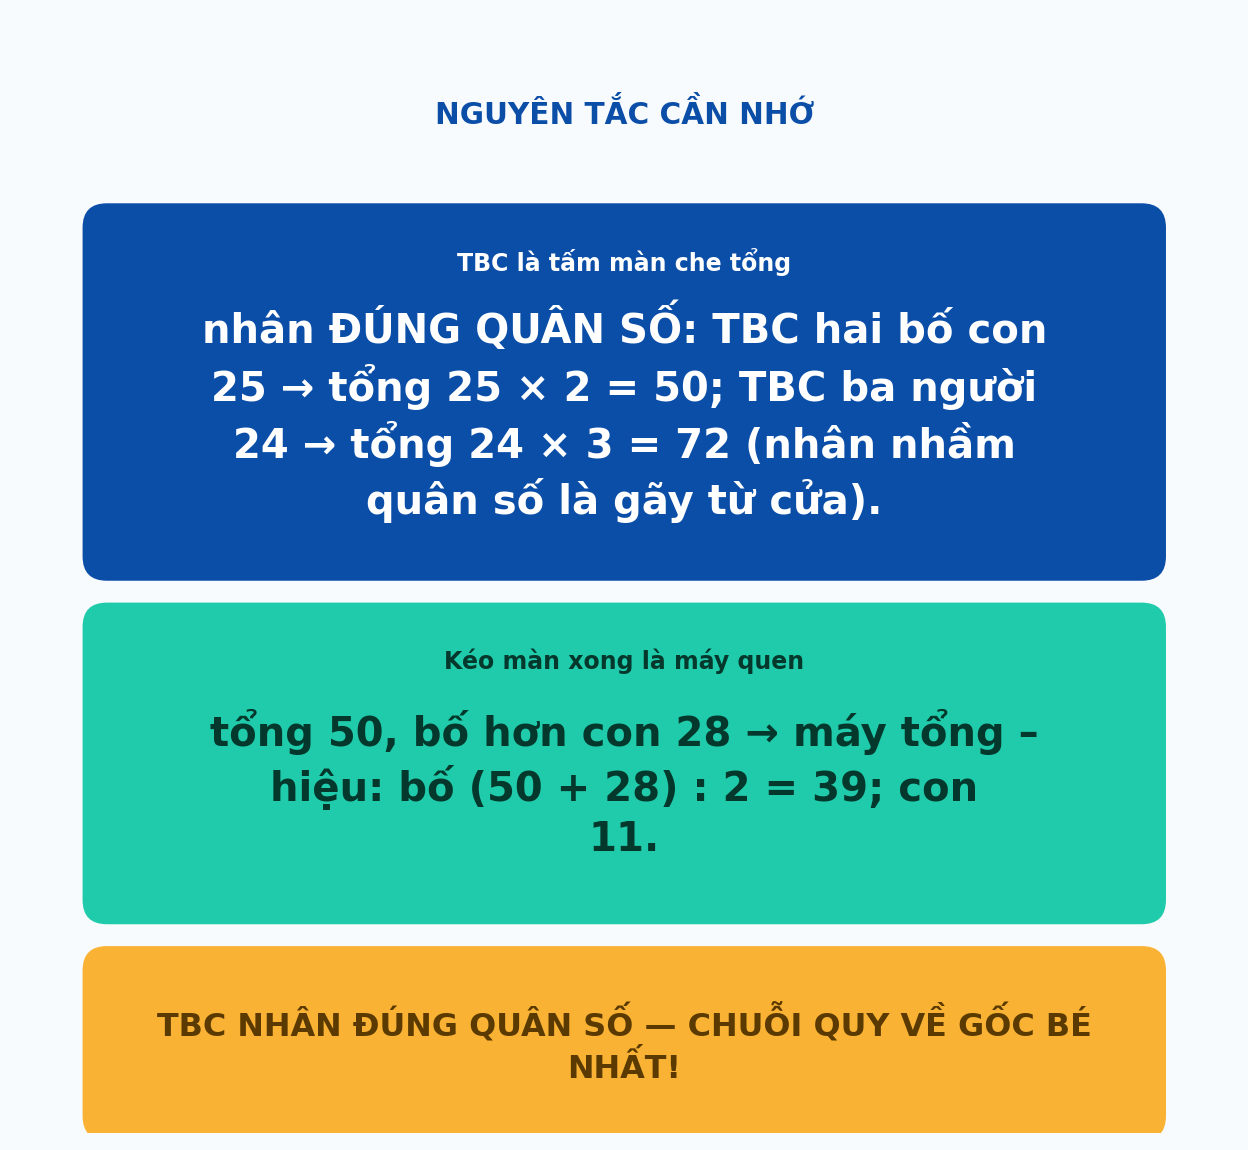 NGUYÊN TẮC CẦN NHỚ
TBC là tấm màn che tổng
nhân ĐÚNG QUÂN SỐ: TBC hai bố con
25 → tổng 25 × 2 = 50; TBC ba người
24 → tổng 24 × 3 = 72 (nhân nhầm
quân số là gãy từ cửa).
Kéo màn xong là máy quen
tổng 50, bố hơn con 28 → máy tổng –
hiệu: bố (50 + 28) : 2 = 39; con
11.
TBC NHÂN ĐÚNG QUÂN SỐ — CHUỖI QUY VỀ GỐC BÉ
NHẤT!